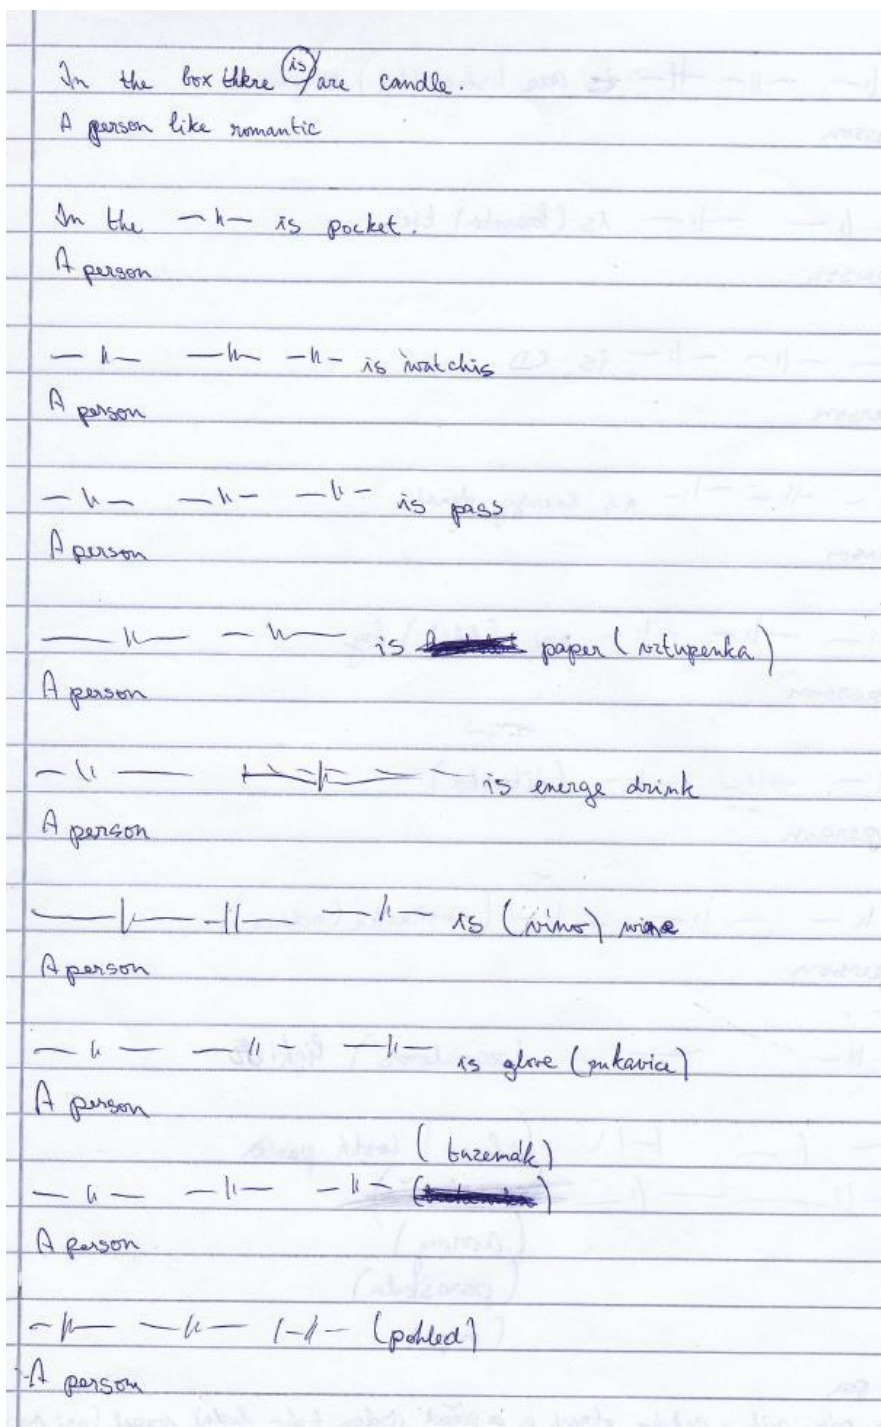 In the box there is/are candle.
A person like romantic
In the —〃— is pocket.
A person
—〃— —〃— —〃— is watchis
A person
—〃— —〃— —〃— is pass
A person
—〃— —〃— is paper (vstupenka)
A person
—〃— —〃— is energe drink
A person
—〃— —〃— —〃— is (víno) wine
A person
—〃— —〃— —〃— is glove (rukavice)
A person
(tuzemák)
—〃— —〃— —〃—
A person
—〃— —〃— —〃— (pohled)
A person